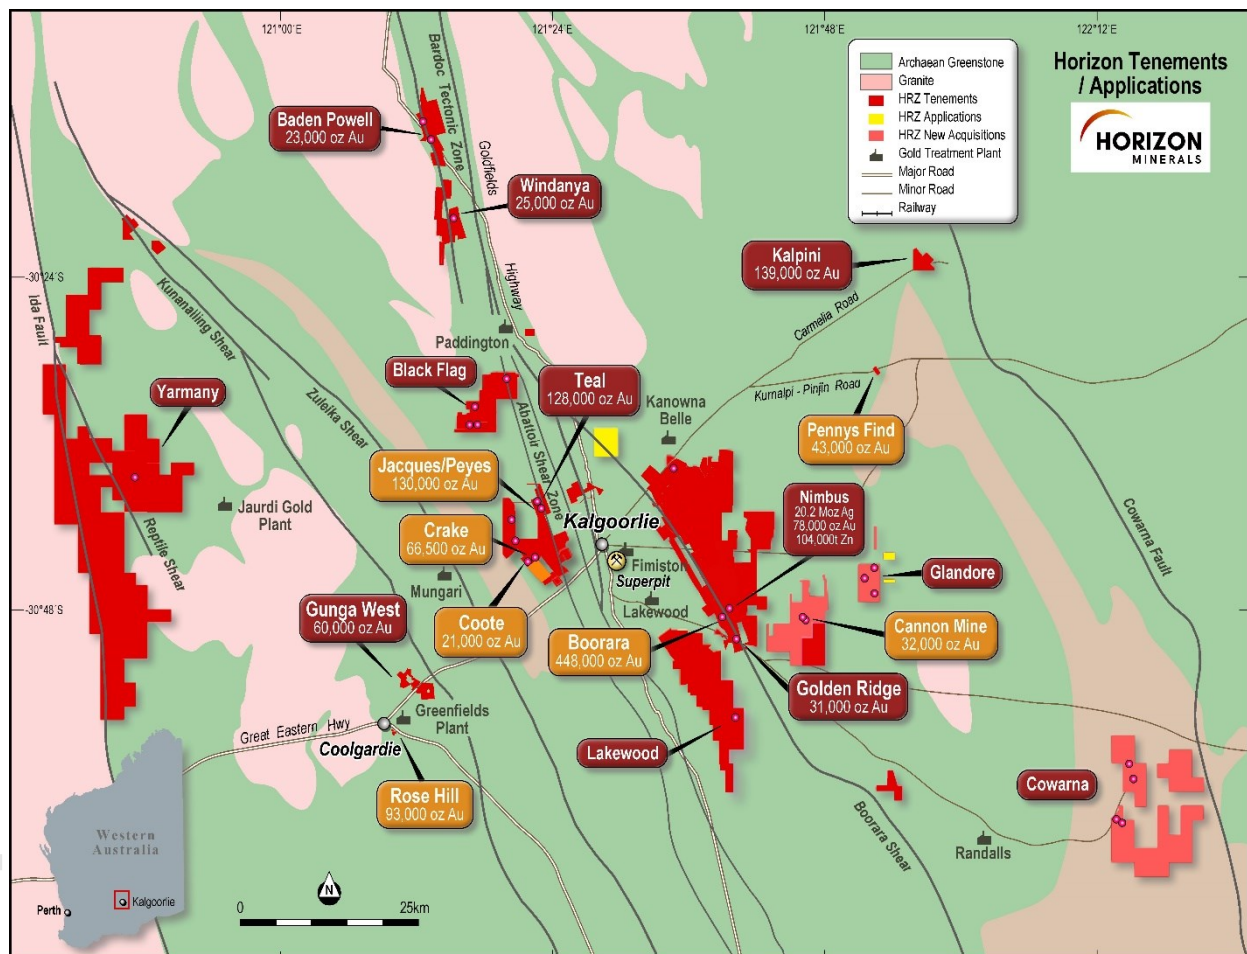 121°00'E
121°24'E
121°48'E
122°12'E
Horizon Tenements
/ Applications
HORIZON
MINERALS
Archaean Greenstone
Granite
HRZ Tenements
HRZ Applications
HRZ New Acquisitions
Gold Treatment Plant
Major Road
Minor Road
Railway
Bardoc Tectonic Zone
Goldfields
Highway
Baden Powell
23,000 oz Au
Windanya
25,000 oz Au
Kalpini
139,000 oz Au
-30°24'S
Ida Fault
Kunanalling Shear
Carmelia Road
Paddington
Black Flag
Teal
128,000 oz Au
Zuleika Shear
Abattoir Shear Zone
Kurnalpi - Pinjin Road
Yarmany
Kanowna
Belle
Pennys Find
43,000 oz Au
Jacques/Peyes
130,000 oz Au
Nimbus
20.2 Moz Ag
78,000 oz Au
104,000t Zn
Jaurdi Gold
Plant
Reptile Shear
Crake
66,500 oz Au
Kalgoorlie
Cowarna Fault
Fimiston
Superpit
Glandore
Mungari
Lakewood
-30°48'S
Gunga West
60,000 oz Au
Coote
21,000 oz Au
Boorara
448,000 oz Au
Cannon Mine
32,000 oz Au
Golden Ridge
31,000 oz Au
Greenfields
Plant
Great Eastern Hwy
Coolgardie
Lakewood
Rose Hill
93,000 oz Au
Boorara Shear
Cowarna
Randalls
Western
Australia
Perth
Kalgoorlie
N
0
25km